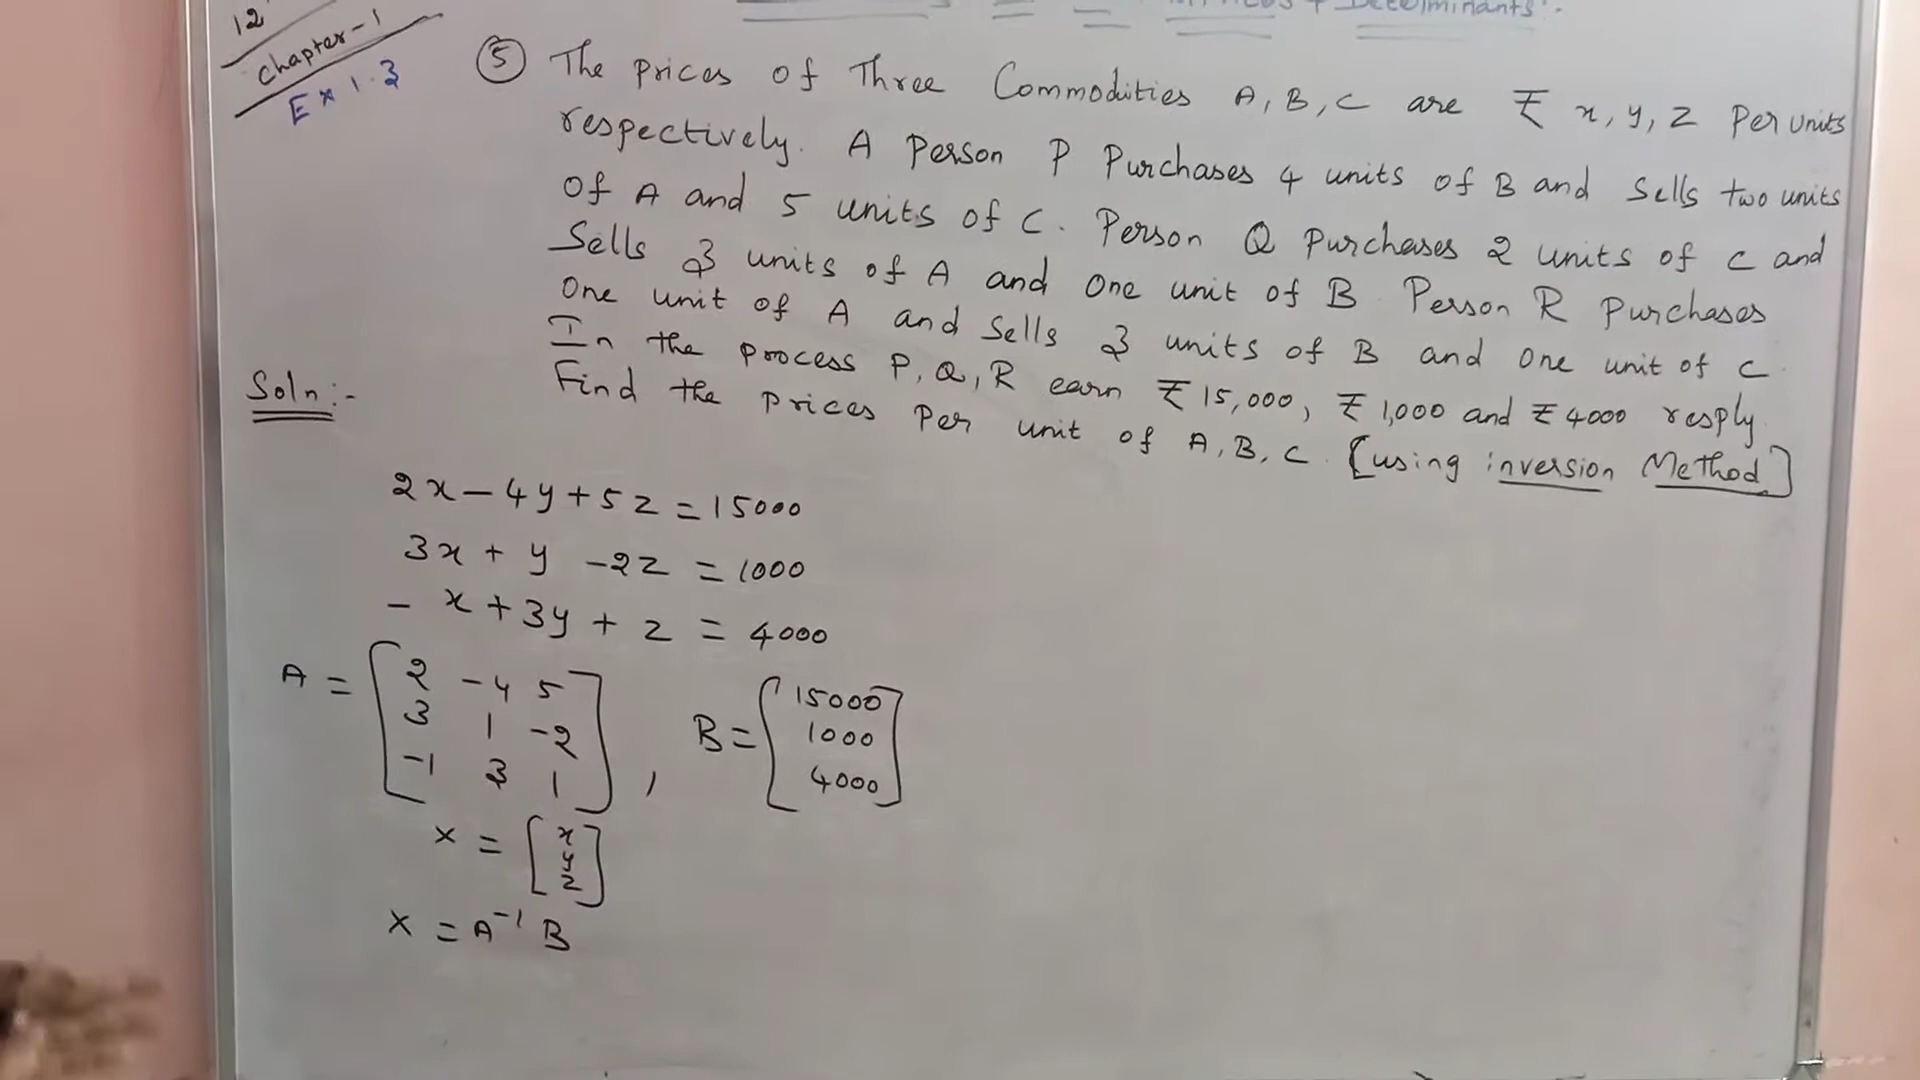 12
Chapter-1
Ex 1.3
Determinants:-
⑤ The prices of Three Commodities A, B, C are ₹ x, y, z Per units
respectively. A Person P Purchases 4 units of B and Sells two units
of A and 5 units of C. Person Q Purchases 2 units of C and
Sells 3 units of A and One unit of B. Person R Purchases
One unit of A and Sells 3 units of B and one unit of C.
In the process P, Q, R earn ₹ 15,000, ₹ 1,000 and ₹ 4000 resply.
Find the prices Per unit of A, B, C. [using inversion Method]
Soln:-
2x - 4y + 5z = 15000
3x + y - 2z = 1000
- x + 3y + z = 4000
A = [2 -4 5
3 1 -2
-1 3 1] , B = [15000
1000
4000]
X = [x
y
z]
X = A⁻¹ B